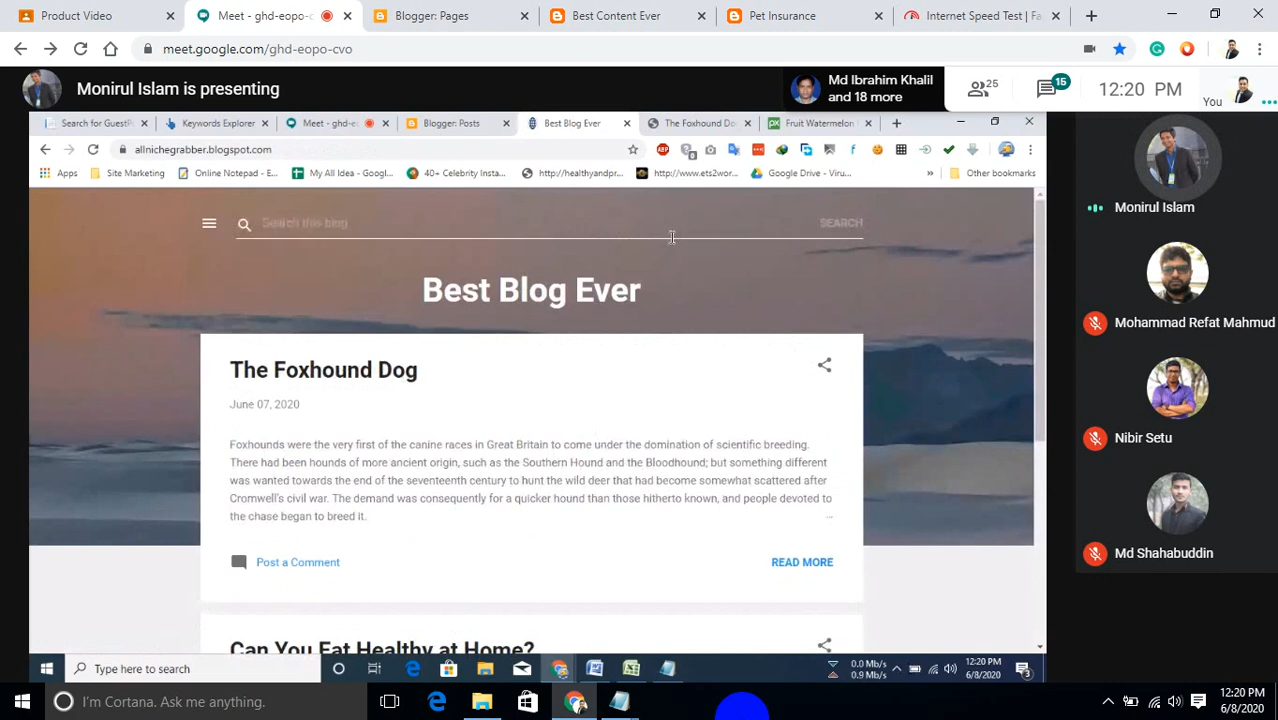 Product Video
Meet - ghd-eopo-c
Blogger: Pages
Best Content Ever
Pet Insurance
Internet Speed Test | Fa
meet.google.com/ghd-eopo-cvo
Monirul Islam is presenting
Md Ibrahim Khalil
and 18 more
25
15
12:20 PM
You
Search for GuestP
Keywords Explorer
Meet - ghd-e
Blogger: Posts
Best Blog Ever
The Foxhound Do
Fruit Watermelon
allnichegrabber.blogspot.com
Apps
Site Marketing
Online Notepad - E...
My All Idea - Googl...
40+ Celebrity Insta...
http://healthyandpr...
http://www.ets2wor...
Google Drive - Viru...
»
Other bookmarks
Search this blog
SEARCH
Best Blog Ever
The Foxhound Dog
June 07, 2020
Foxhounds were the very first of the canine races in Great Britain to come under the domination of scientific breeding.
There had been hounds of more ancient origin, such as the Southern Hound and the Bloodhound; but something different
was wanted towards the end of the seventeenth century to hunt the wild deer that had become somewhat scattered after
Cromwell's civil war. The demand was consequently for a quicker hound than those hitherto known, and people devoted to
the chase began to breed it.
...
Post a Comment
READ MORE
Can You Eat Healthy at Home?
Monirul Islam
Mohammad Refat Mahmud
Nibir Setu
Md Shahabuddin
Type here to search
0.0 Mb/s
0.9 Mb/s
12:20 PM
6/8/2020
3
I'm Cortana. Ask me anything.
12:20 PM
6/8/2020